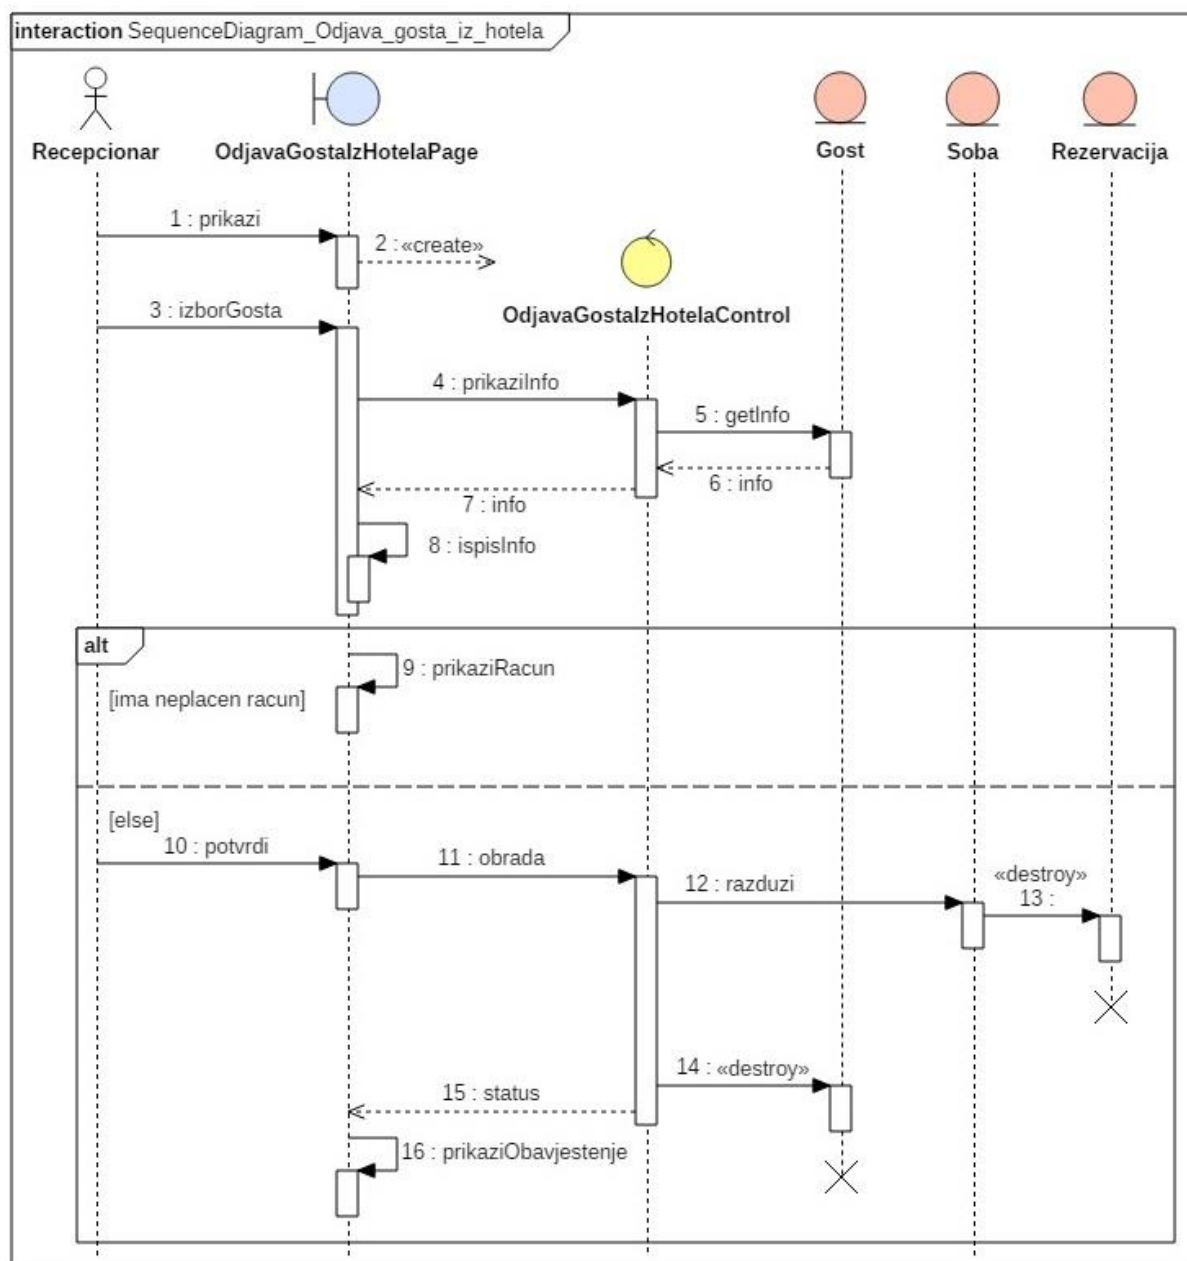 interaction SequenceDiagram_Odjava_gosta_iz_hotela
Recepcionar
OdjavaGostaIzHotelaPage
Gost
Soba
Rezervacija
1 : prikazi
2 : «create»
OdjavaGostaIzHotelaControl
3 : izborGosta
4 : prikaziInfo
5 : getInfo
6 : info
7 : info
8 : ispisInfo
alt
9 : prikaziRacun
[ima neplacen racun]
[else]
10 : potvrdi
11 : obrada
12 : razduzi
«destroy»
13 :
14 : «destroy»
15 : status
16 : prikaziObavjestenje